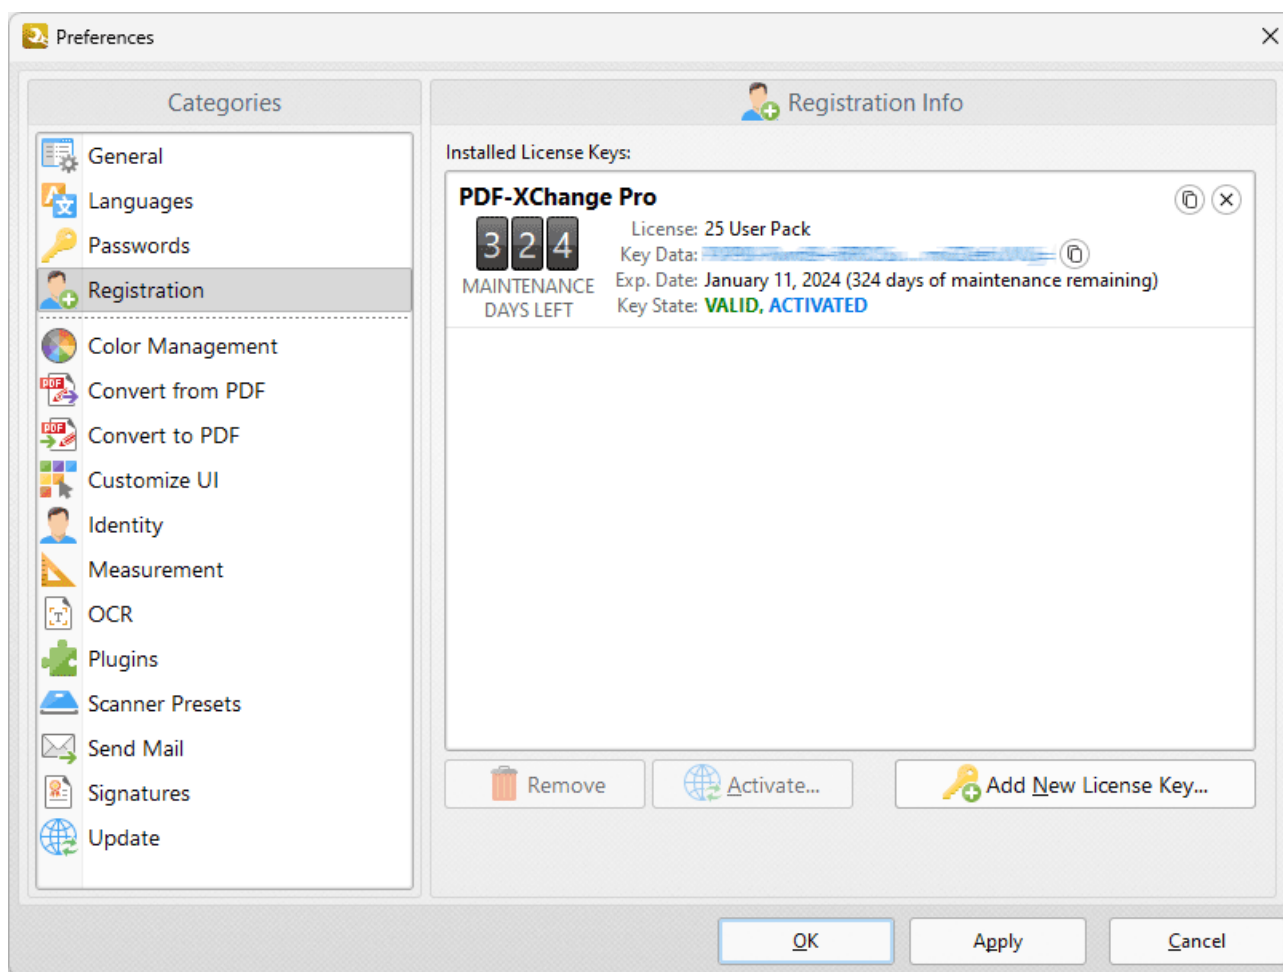 Preferences
Categories
General
Languages
Passwords
Registration
Color Management
Convert from PDF
Convert to PDF
Customize UI
Identity
Measurement
OCR
Plugins
Scanner Presets
Send Mail
Signatures
Update
Registration Info
Installed License Keys:
PDF-XChange Pro
324
MAINTENANCE
DAYS LEFT
License: 25 User Pack
Key Data:
Exp. Date: January 11, 2024 (324 days of maintenance remaining)
Key State: VALID, ACTIVATED
Remove
Activate...
Add New License Key...
OK
Apply
Cancel